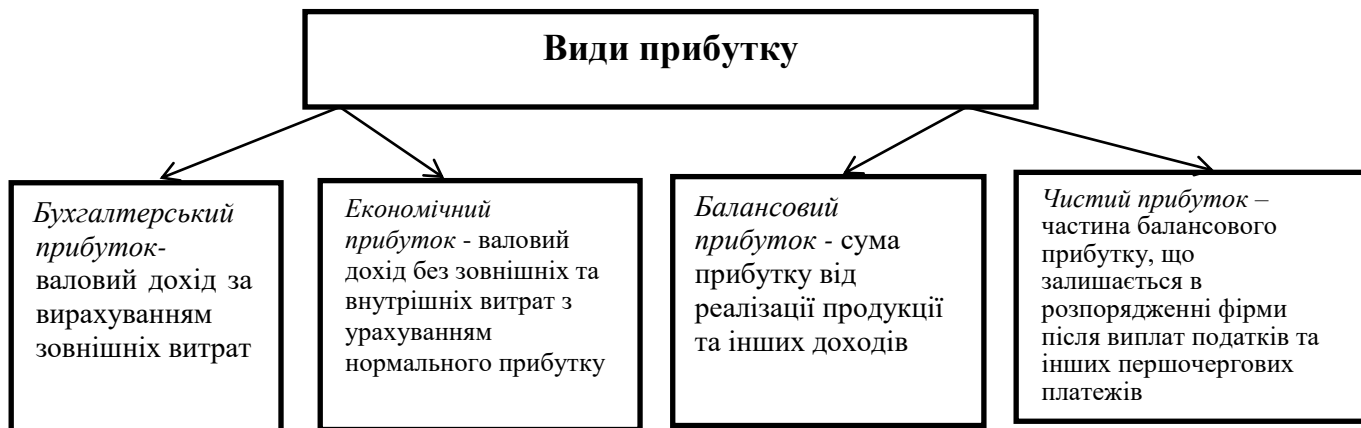 Види прибутку
Бухгалтерський
прибуток-
валовий дохід за
вирахуванням
зовнішніх витрат
Економічний
прибуток - валовий
дохід без зовнішніх та
внутрішніх витрат з
урахуванням
нормального прибутку
Балансовий
прибуток - сума
прибутку від
реалізації продукції
та інших доходів
Чистий прибуток –
частина балансового
прибутку, що
залишається в
розпорядженні фірми
після виплат податків та
інших першочергових
платежів